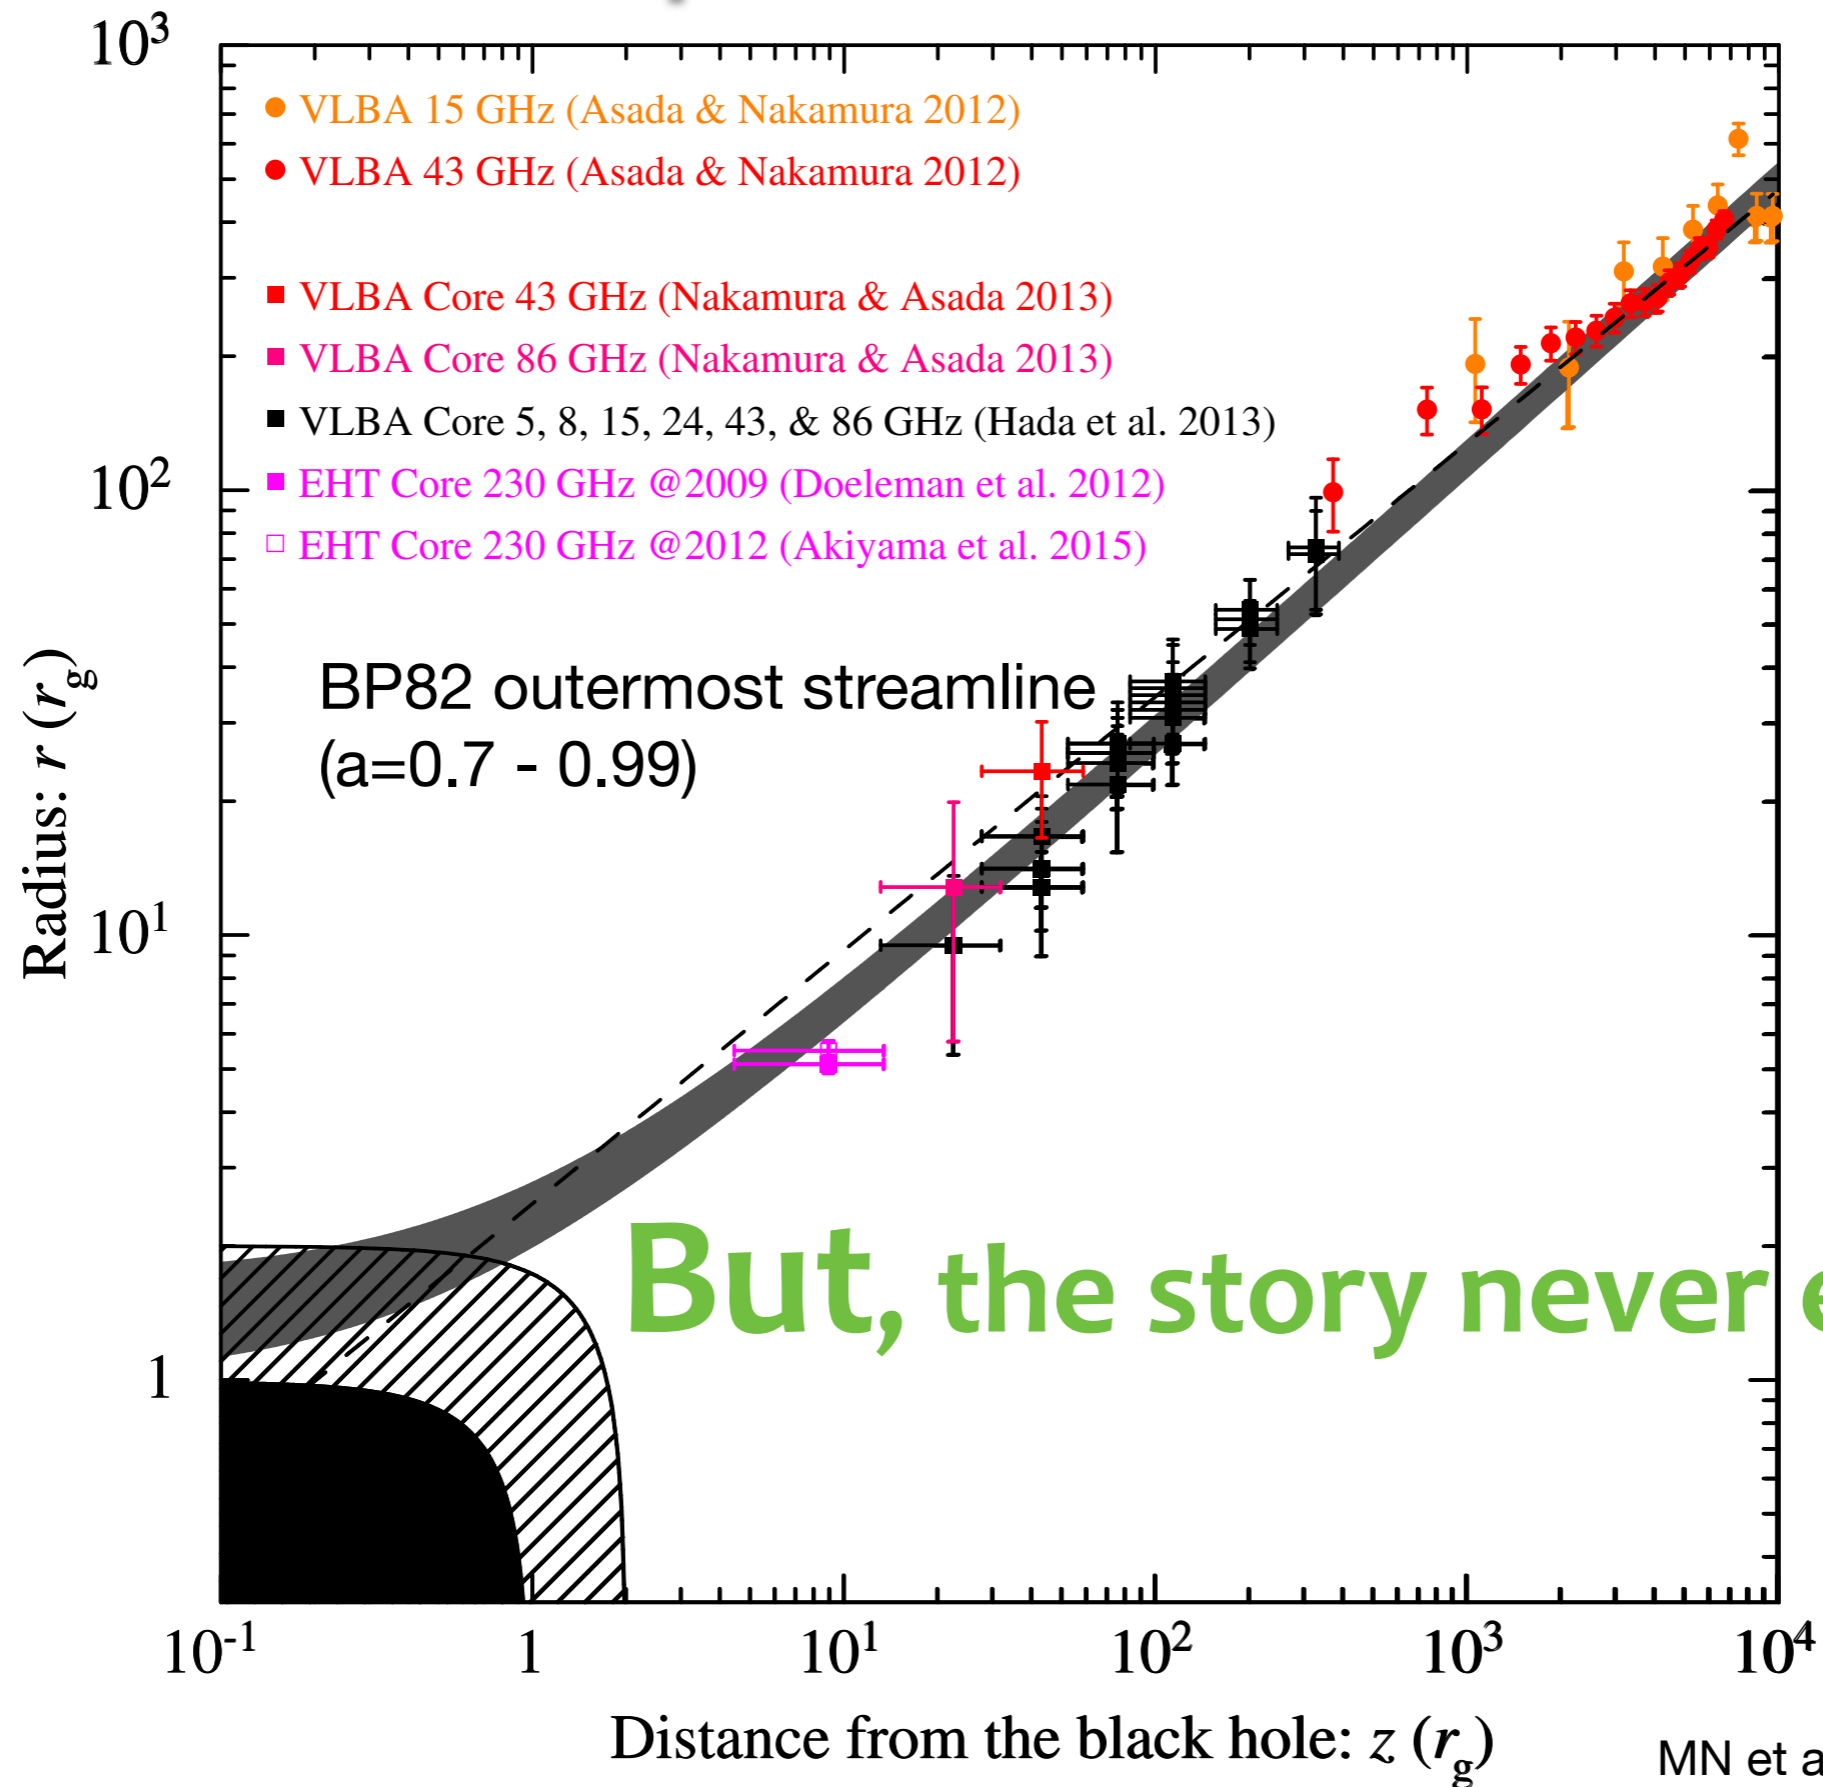 10³
VLBA 15 GHz (Asada & Nakamura 2012)
VLBA 43 GHz (Asada & Nakamura 2012)
VLBA Core 43 GHz (Nakamura & Asada 2013)
VLBA Core 86 GHz (Nakamura & Asada 2013)
VLBA Core 5, 8, 15, 24, 43, & 86 GHz (Hada et al. 2013)
10²
EHT Core 230 GHz @2009 (Doeleman et al. 2012)
EHT Core 230 GHz @2012 (Akiyama et al. 2015)
Radius: r (r_g)
BP82 outermost streamline
(a=0.7 - 0.99)
10¹
But, the story never
1
10⁻¹ 1 10¹ 10² 10³ 10⁴
Distance from the black hole: z (r_g)
MN et a